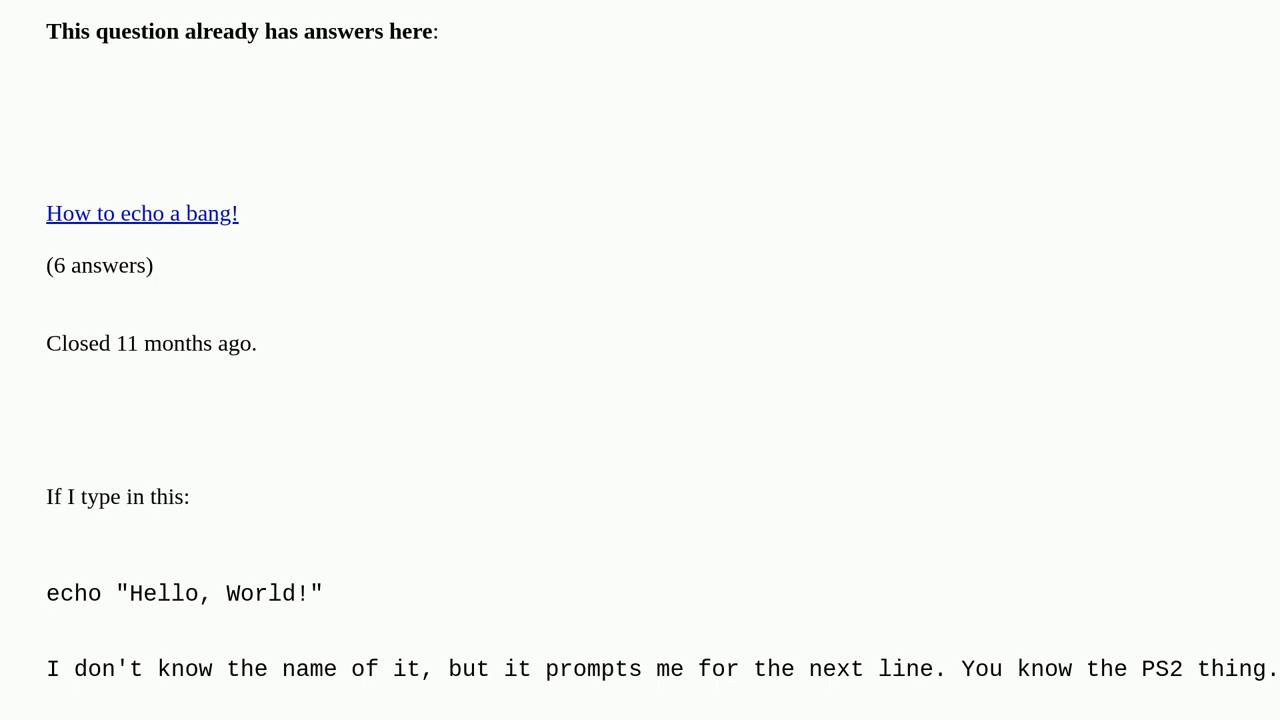 This question already has answers here:
How to echo a bang!
(6 answers)
Closed 11 months ago.
If I type in this:
echo "Hello, World!"
I don't know the name of it, but it prompts me for the next line. You know the PS2 thing.